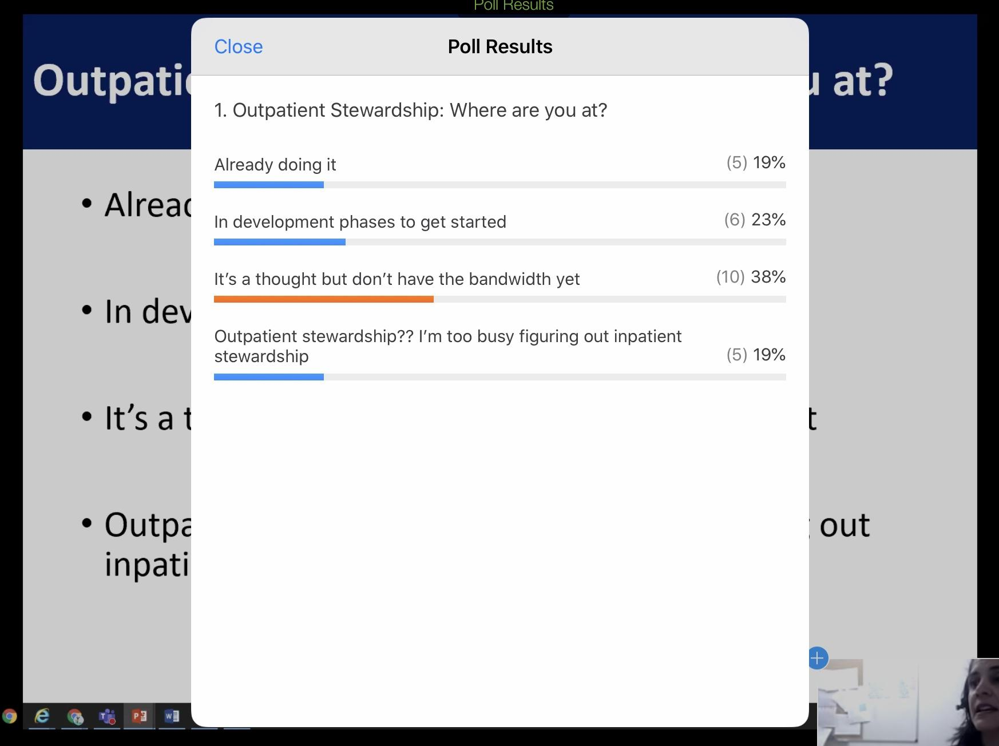 Poll Results
Outpati
u at?
Close
Poll Results
1. Outpatient Stewardship: Where are you at?
Already doing it
(5) 19%
In development phases to get started
(6) 23%
It’s a thought but don’t have the bandwidth yet
(10) 38%
Outpatient stewardship?? I’m too busy figuring out inpatient
stewardship
(5) 19%
• Alread
• In dev
• It’s a t
t
• Outpa
out
inpati